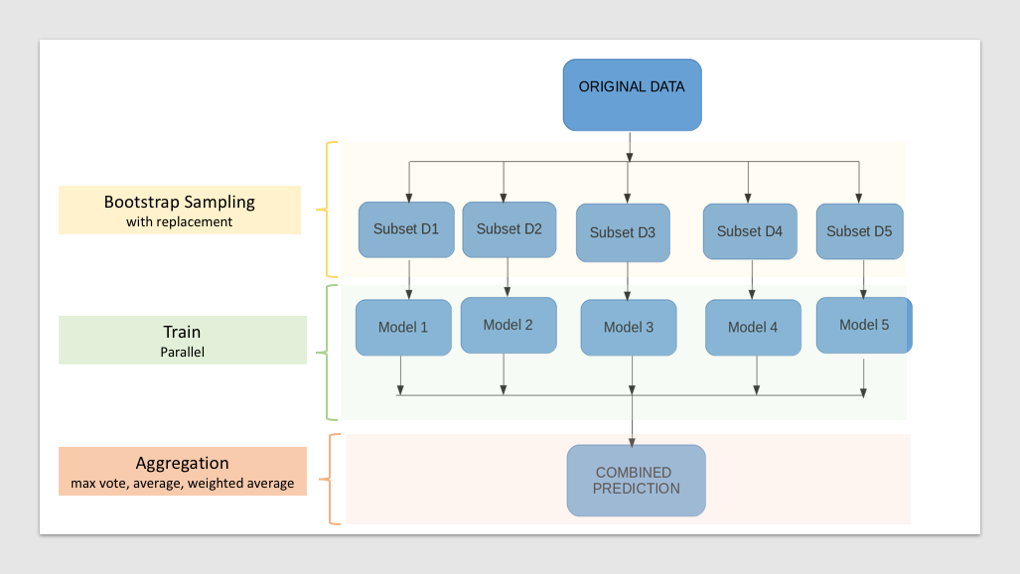 ORIGINAL DATA
Bootstrap Sampling
with replacement
Subset D1
Subset D2
Subset D3
Subset D4
Subset D5
Train
Parallel
Model 1
Model 2
Model 3
Model 4
Model 5
Aggregation
max vote, average, weighted average
COMBINED
PREDICTION